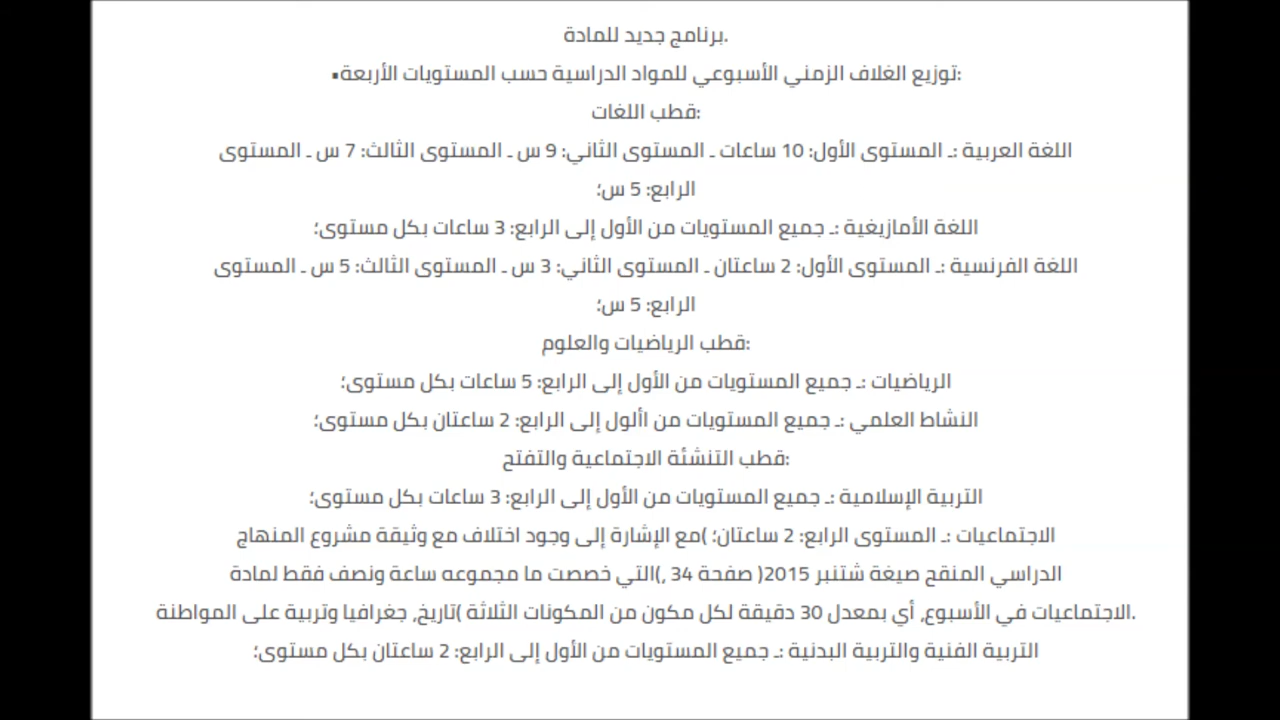 برنامج جديد للمادة.
▪توزيع الغلاف الزمني الأسبوعي للمواد الدراسية حسب المستويات الأربعة:
قطب اللغات:
اللغة العربية :ـ المستوى الأول: 10 ساعات ـ المستوى الثاني: 9 س ـ المستوى الثالث: 7 س ـ المستوى
الرابع: 5 س؛
اللغة الأمازيغية :ـ جميع المستويات من الأول إلى الرابع: 3 ساعات بكل مستوى؛
اللغة الفرنسية :ـ المستوى الأول: 2 ساعتان ـ المستوى الثاني: 3 س ـ المستوى الثالث: 5 س ـ المستوى
الرابع: 5 س؛
قطب الرياضيات والعلوم:
الرياضيات :ـ جميع المستويات من الأول إلى الرابع: 5 ساعات بكل مستوى؛
النشاط العلمي :ـ جميع المستويات من األول إلى الرابع: 2 ساعتان بكل مستوى؛
قطب التنشئة الاجتماعية والتفتح:
التربية الإسلامية :ـ جميع المستويات من الأول إلى الرابع: 3 ساعات بكل مستوى؛
الاجتماعيات :ـ المستوى الرابع: 2 ساعتان؛ )مع الإشارة إلى وجود اختلاف مع وثيقة مشروع المنهاج
الدراسي المنقح صيغة شتنبر 2015( صفحة 34 ,)التي خصصت ما مجموعه ساعة ونصف فقط لمادة
الاجتماعيات في الأسبوع, أي بمعدل 30 دقيقة لكل مكون من المكونات الثلاثة )تاريخ, جغرافيا وتربية على المواطنة.
التربية الفنية والتربية البدنية :ـ جميع المستويات من الأول إلى الرابع: 2 ساعتان بكل مستوى؛